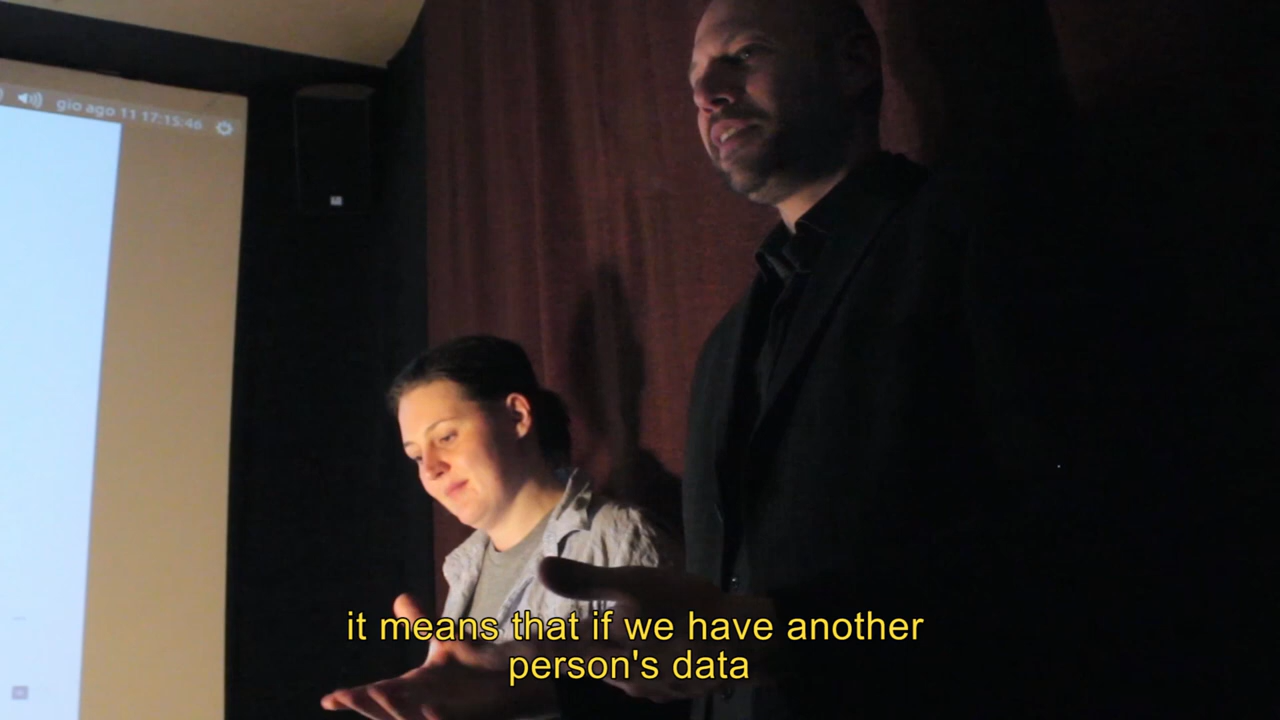 gio ago 11 17:15:46
it means that if we have another
person's data